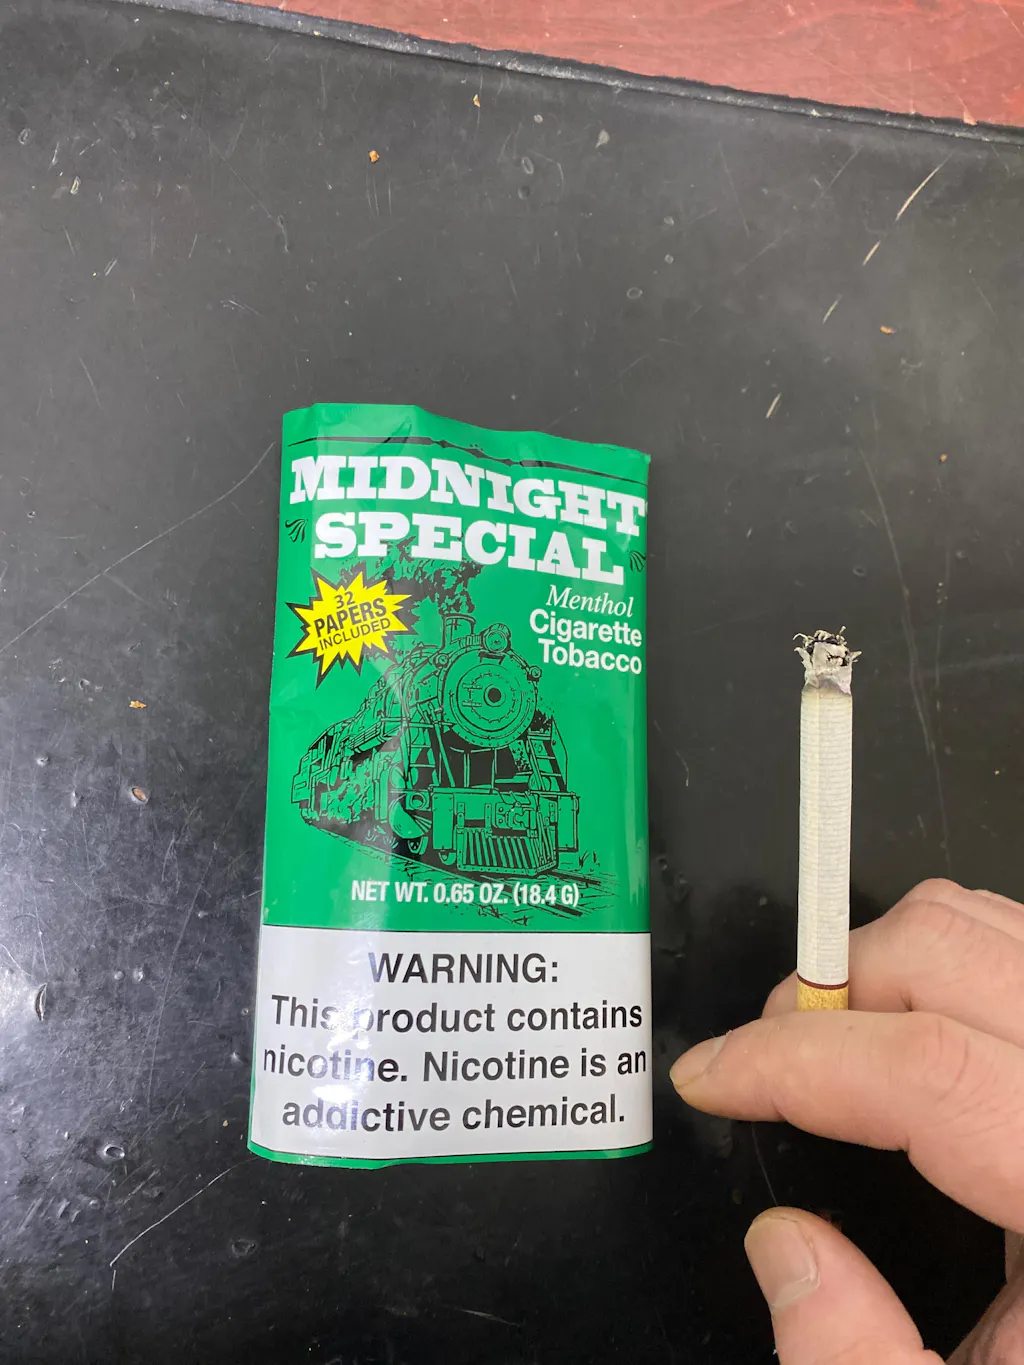 MIDNIGHT
SPECIAL
32
PAPERS
INCLUDED
Menthol
Cigarette
Tobacco
NET WT. 0.65 OZ. (18.4 G)
WARNING:
This product contains
nicotine. Nicotine is an
addictive chemical.